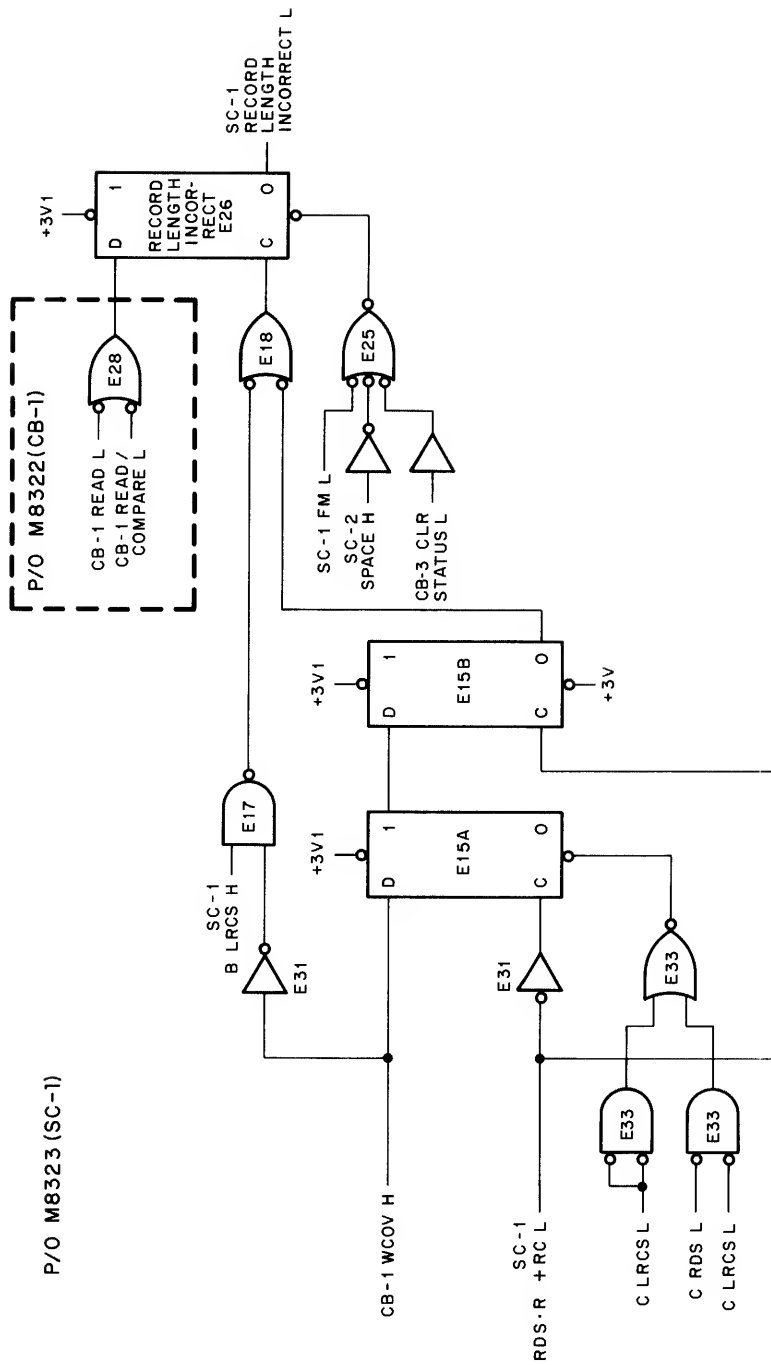 P/O M8323 (SC-1)
P/O M8322(CB-1)
CB-1 READ L
CB-1 READ/
COMPARE L
E28
+3V1
D
1
RECORD
LENGTH
INCOR-
RECT
E26
C
0
SC-1
RECORD
LENGTH
INCORRECT L
E18
SC-1 FM L
SC-2
SPACE H
CB-3 CLR
STATUS L
E25
SC-1
B LRCS H
E17
E31
+3V1
D
1
E15A
C
0
+3V1
D
1
E15B
C
0
+3V
CB-1 WCOV H
SC-1
RDS·R +RC L
E31
C LRCS L
E33
C RDS L
C LRCS L
E33
E33